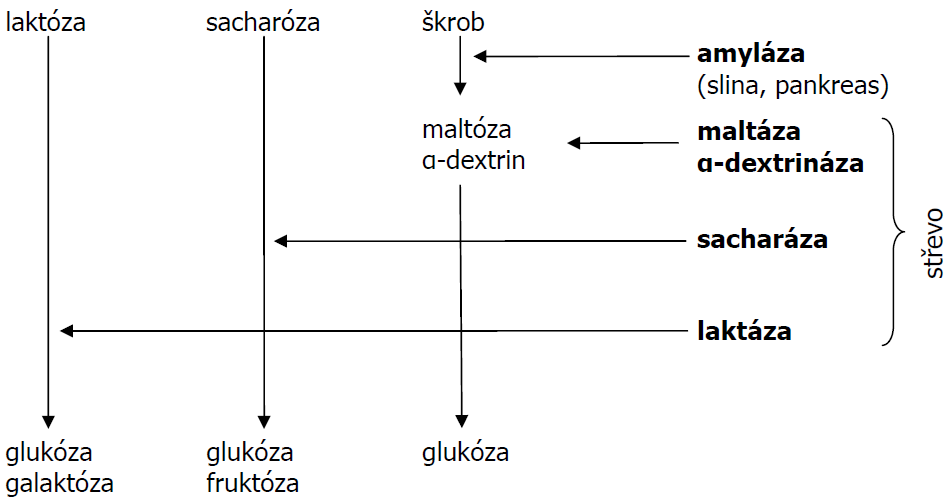 laktóza
sacharóza
škrob
amyláza
(slina, pankreas)
maltóza
α-dextrin
maltáza
α-dextrináza
sacharáza
laktáza
střevo
glukóza
galaktóza
glukóza
fruktóza
glukóza